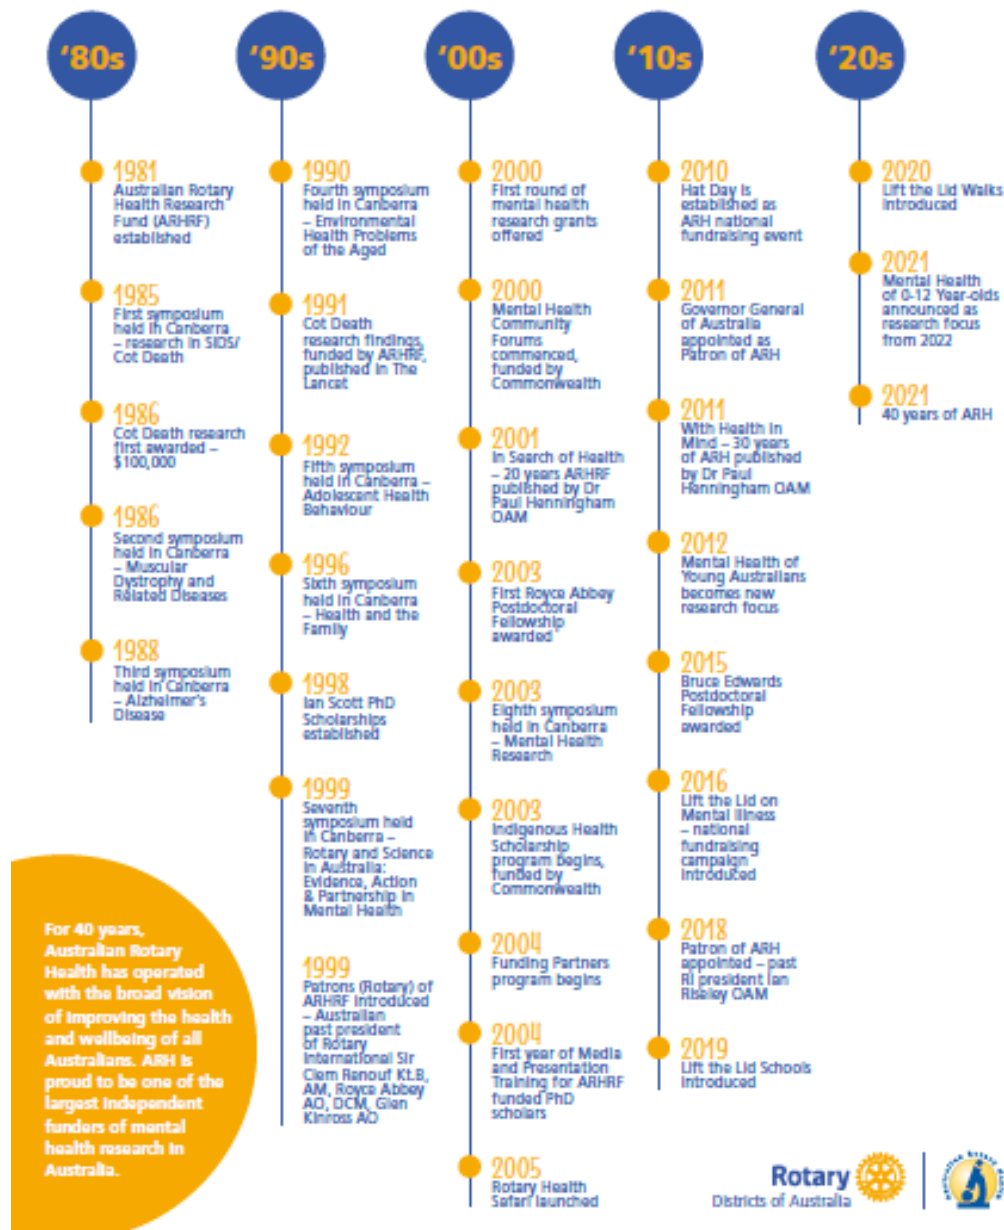 '80s
1981
Australian Rotary
Health Research
Fund (ARHRF)
established
1985
First symposium
held in Canberra
– research in SIDS/
Cot Death
1986
Cot Death research
first awarded –
$100,000
1986
Second symposium
held in Canberra
– Muscular
Dystrophy and
Related Diseases
1988
Third symposium
held in Canberra
– Alzheimer's
Disease
'90s
1990
Fourth symposium
held in Canberra
– Environmental
Health Problems
of the Aged
1991
Cot Death
research findings,
funded by ARHRF,
published in The
Lancet
1992
Fifth symposium
held in Canberra –
Adolescent Health
Behaviour
1996
Sixth symposium
held in Canberra
– Health and the
Family
1998
Ian Scott PhD
Scholarships
established
1999
Seventh
symposium held
in Canberra –
Rotary and Science
in Australia:
Evidence, Action
& Partnership in
Mental Health
1999
Patrons (Rotary) of
ARHRF introduced
– Australian
past president
of Rotary
International Sir
Clem Renouf Kt.B,
AM, Royce Abbey
AO, DCM, Glen
Kinross AO
'00s
2000
First round of
mental health
research grants
offered
2000
Mental Health
Community
Forums
commenced,
funded by
Commonwealth
2001
In Search of Health
– 20 years ARHRF
published by Dr
Paul Henningham
OAM
2003
First Royce Abbey
Postdoctoral
Fellowship
awarded
2003
Eighth symposium
held in Canberra
– Mental Health
Research
2003
Indigenous Health
Scholarship
program begins,
funded by
Commonwealth
2004
Funding Partners
program begins
2004
First year of Media
and Presentation
Training for ARHRF
funded PhD
scholars
2005
Rotary Health
Safari launched
'10s
2010
Hat Day is
established as
ARH national
fundraising event
2011
Governor General
of Australia
appointed as
Patron of ARH
2011
With Health in
Mind – 30 years
of ARH published
by Dr Paul
Henningham OAM
2012
Mental Health of
Young Australians
becomes new
research focus
2015
Bruce Edwards
Postdoctoral
Fellowship
awarded
2016
Lift the Lid on
Mental Illness
– national
fundraising
campaign
introduced
2018
Patron of ARH
appointed – past
RI president Ian
Riseley OAM
2019
Lift the Lid Schools
introduced
'20s
2020
Lift the Lid Walks
introduced
2021
Mental Health
of 0-12 Year-olds
announced as
research focus
from 2022
2021
40 years of ARH
For 40 years,
Australian Rotary
Health has operated
with the broad vision
of improving the health
and wellbeing of all
Australians. ARH is
proud to be one of the
largest independent
funders of mental
health research in
Australia.
Rotary
Districts of Australia